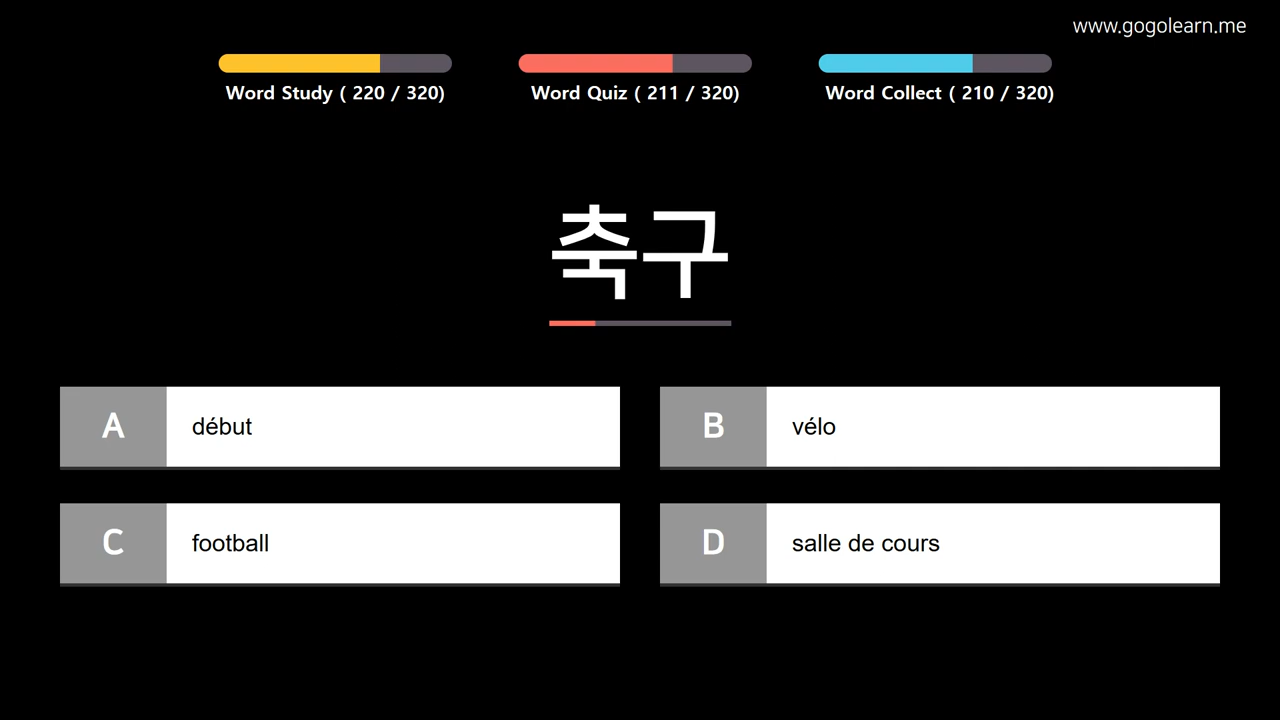 www.gogolearn.me
Word Study ( 220 / 320)
Word Quiz ( 211 / 320)
Word Collect ( 210 / 320)
축구
A
début
B
vélo
C
football
D
salle de cours